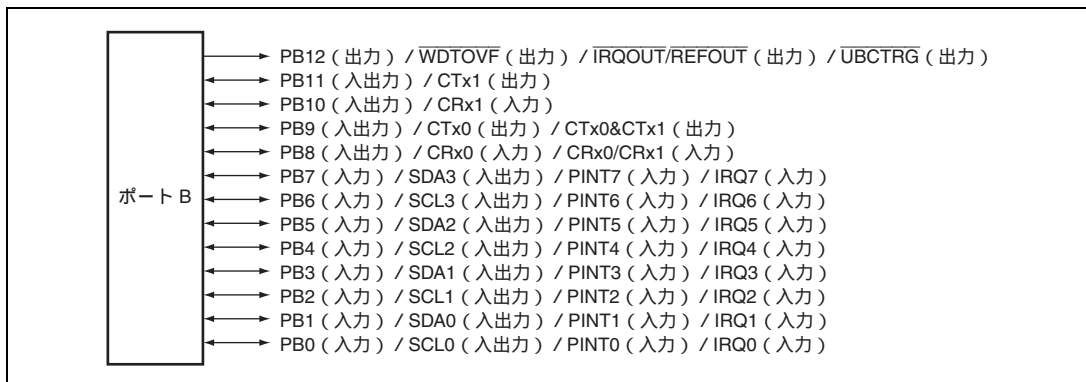 ポート B
PB12（出力）/ WDTOVF（出力）/ IRQOUT/REFOUT（出力）/ UBCTRG（出力）
PB11（入出力）/ CTx1（出力）
PB10（入出力）/ CRx1（入力）
PB9（入出力）/ CTx0（出力）/ CTx0&CTx1（出力）
PB8（入出力）/ CRx0（入力）/ CRx0/CRx1（入力）
PB7（入力）/ SDA3（入出力）/ PINT7（入力）/ IRQ7（入力）
PB6（入力）/ SCL3（入出力）/ PINT6（入力）/ IRQ6（入力）
PB5（入力）/ SDA2（入出力）/ PINT5（入力）/ IRQ5（入力）
PB4（入力）/ SCL2（入出力）/ PINT4（入力）/ IRQ4（入力）
PB3（入力）/ SDA1（入出力）/ PINT3（入力）/ IRQ3（入力）
PB2（入力）/ SCL1（入出力）/ PINT2（入力）/ IRQ2（入力）
PB1（入力）/ SDA0（入出力）/ PINT1（入力）/ IRQ1（入力）
PB0（入力）/ SCL0（入出力）/ PINT0（入力）/ IRQ0（入力）